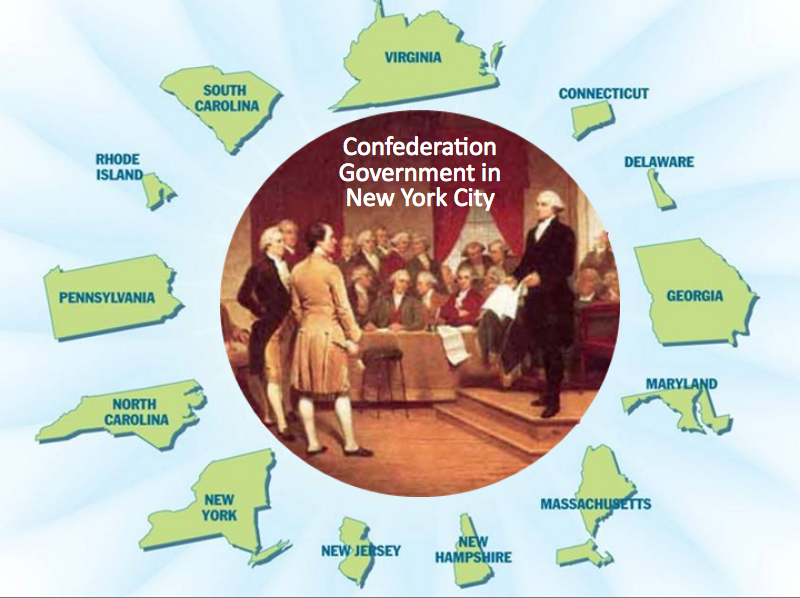 VIRGINIA
SOUTH
CAROLINA
CONNECTICUT
Confederation
Government in
New York City
RHODE
ISLAND
DELAWARE
PENNSYLVANIA
GEORGIA
MARYLAND
NORTH
CAROLINA
NEW
YORK
MASSACHUSETTS
NEW JERSEY
NEW
HAMPSHIRE